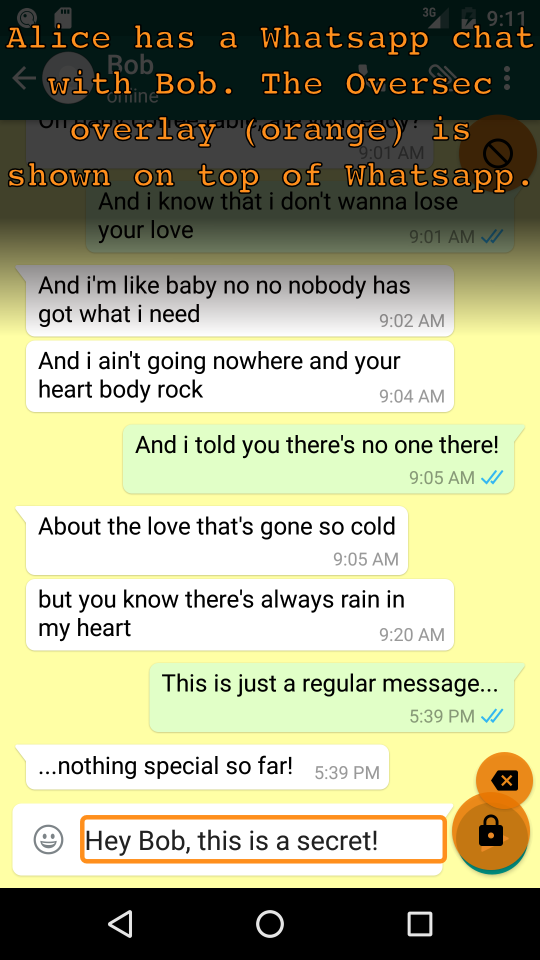 3G 9:11
Alice has a Whatsapp chat
with Bob. The Oversec
overlay (orange) is
shown on top of Whatsapp.
Bob
online
9:01 AM
And i know that i don't wanna lose
your love
9:01 AM
And i'm like baby no no nobody has
got what i need
9:02 AM
And i ain't going nowhere and your
heart body rock
9:04 AM
And i told you there's no one there!
9:05 AM
About the love that's gone so cold
9:05 AM
but you know there's always rain in
my heart
9:20 AM
This is just a regular message...
5:39 PM
...nothing special so far!
5:39 PM
Hey Bob, this is a secret!